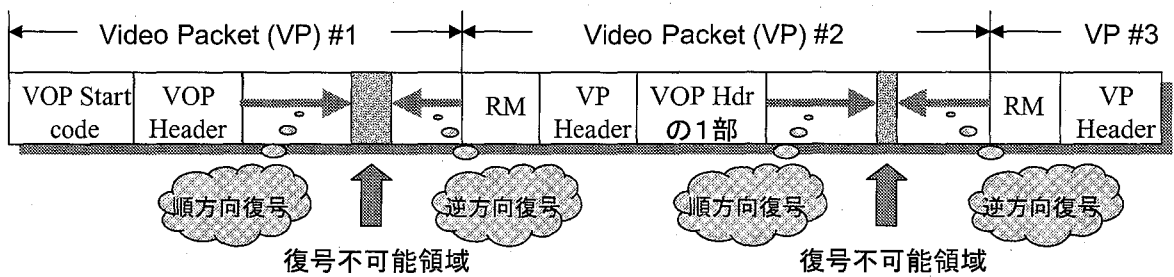 Video Packet (VP) #1
Video Packet (VP) #2
VP #3
VOP Start
code
VOP
Header
RM
VP
Header
VOP Hdr
の1部
RM
VP
Header
順方向復号
逆方向復号
順方向復号
逆方向復号
復号不可能領域
復号不可能領域